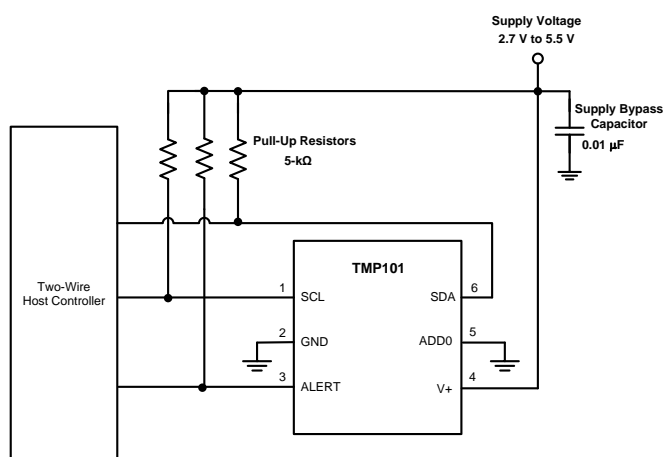 Supply Voltage
2.7 V to 5.5 V
Supply Bypass
Capacitor
0.01 µF
Pull-Up Resistors
5-kΩ
Two-Wire
Host Controller
TMP101
1
SCL
SDA
6
2
GND
ADD0
5
3
ALERT
V+
4